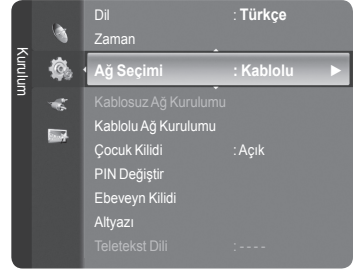 Kurulum
Dil : Türkçe
Zaman
Ağ Seçimi : Kablolu
Kablosuz Ağ Kurulumu
Kablolu Ağ Kurulumu
Çocuk Kilidi : Açık
PIN Değiştir
Ebeveyn Kilidi
Altyazı
Teletekst Dili : - - - -